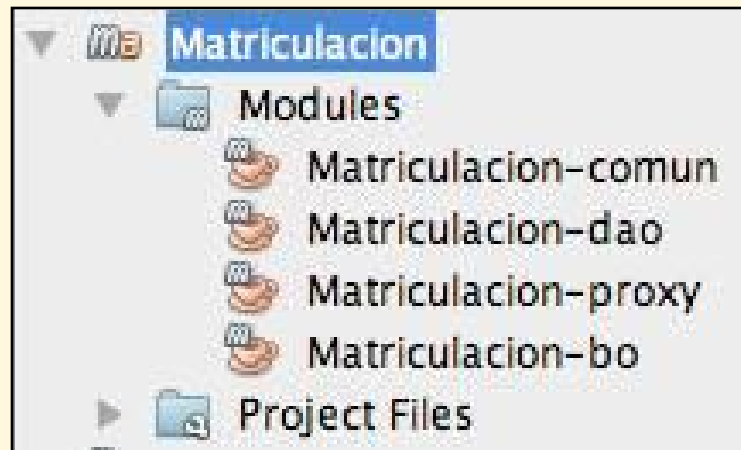 Matriculacion
Modules
Matriculacion-comun
Matriculacion-dao
Matriculacion-proxy
Matriculacion-bo
Project Files